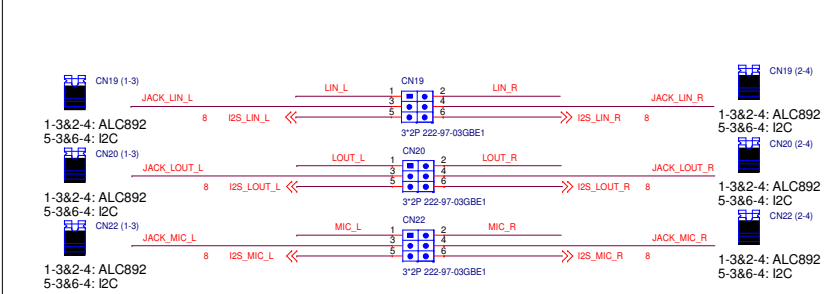 CN19 (1-3)
1-3&2-4: ALC892
5-3&6-4: I2C
JACK_LIN_L
8 I2S_LIN_L
LIN_L
CN19
LIN_R
1 2
3 4
5 6
3*2P 222-97-03GBE1
I2S_LIN_R 8
JACK_LIN_R
CN19 (2-4)
1-3&2-4: ALC892
5-3&6-4: I2C
CN20 (1-3)
1-3&2-4: ALC892
5-3&6-4: I2C
JACK_LOUT_L
8 I2S_LOUT_L
LOUT_L
CN20
LOUT_R
1 2
3 4
5 6
3*2P 222-97-03GBE1
I2S_LOUT_R 8
JACK_LOUT_R
CN20 (2-4)
1-3&2-4: ALC892
5-3&6-4: I2C
CN22 (1-3)
1-3&2-4: ALC892
5-3&6-4: I2C
JACK_MIC_L
8 I2S_MIC_L
MIC_L
CN22
MIC_R
1 2
3 4
5 6
3*2P 222-97-03GBE1
I2S_MIC_R 8
JACK_MIC_R
CN22 (2-4)
1-3&2-4: ALC892
5-3&6-4: I2C